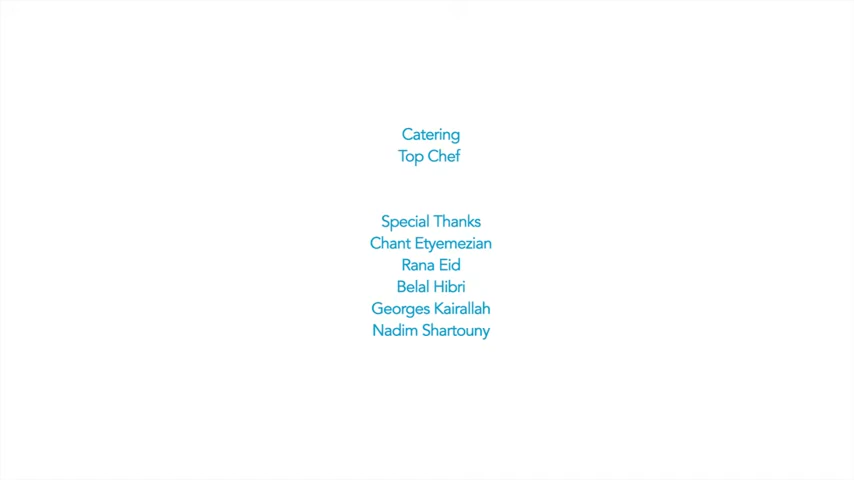 Catering
Top Chef
Special Thanks
Chant Etyemezian
Rana Eid
Belal Hibri
Georges Kairallah
Nadim Shartouny